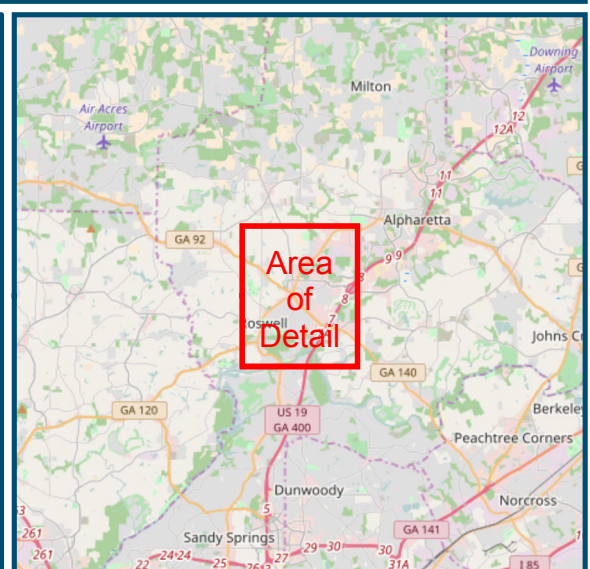 Downing
Airport
Milton
Air Acres
Airport
12
12A
11
11
Alpharetta
GA 92
9 9
Area
of
Detail
8
8
7
Roswell
Johns C
GA 140
GA 120
US 19
GA 400
Berkele
Peachtree Corners
Dunwoody
Norcross
5
GA 141
Sandy Springs
261
261
22
24
24
25
27
29
30
30
31A
I 85